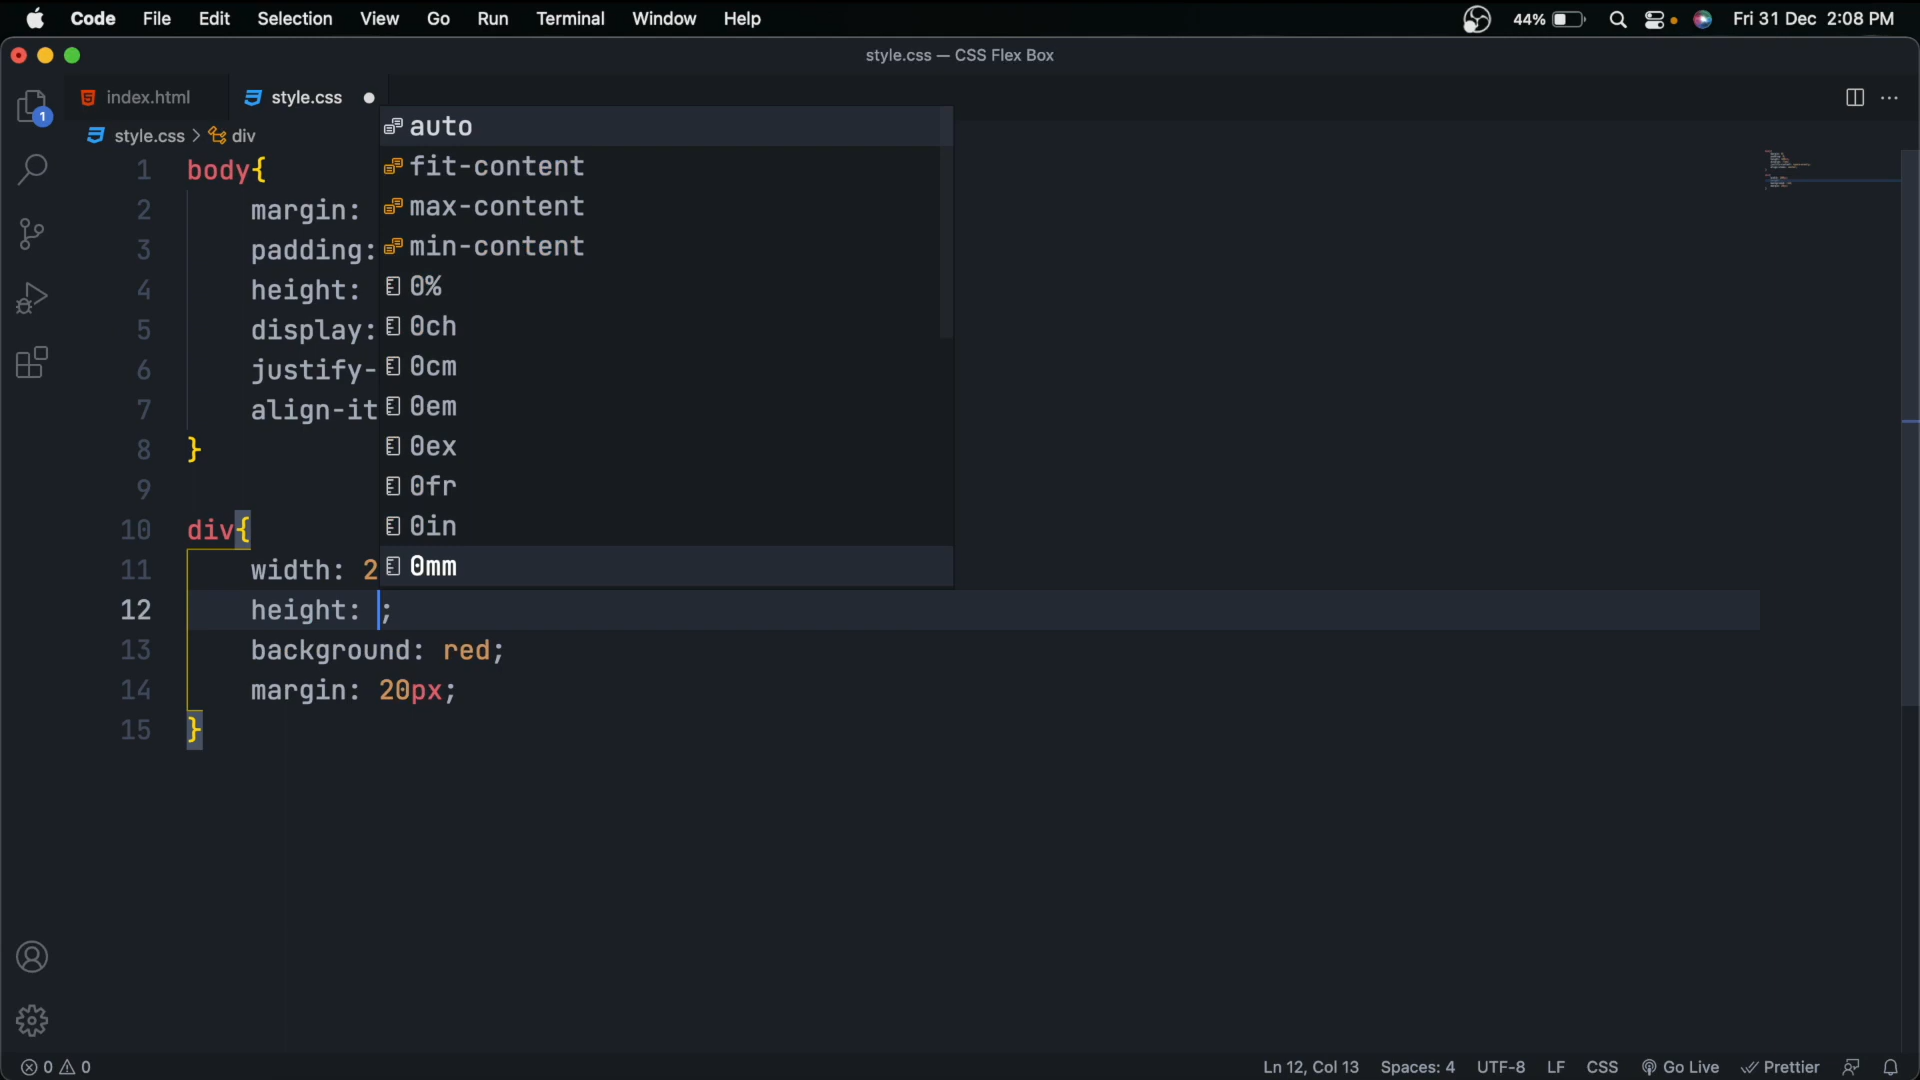 Code File Edit Selection View Go Run Terminal Window Help 44% Fri 31 Dec 2:08 PM
style.css — CSS Flex Box
1 index.html style.css
style.css > div
auto
fit-content
max-content
min-content
0%
0ch
0cm
0em
0ex
0fr
0in
0mm
1 body{
2 margin:
3 padding:
4 height:
5 display:
6 justify-
7 align-it
8 }
9
10 div{
11 width: 2
12 height: ;
13 background: red;
14 margin: 20px;
15 }
0 0 Ln 12, Col 13 Spaces: 4 UTF-8 LF CSS Go Live Prettier